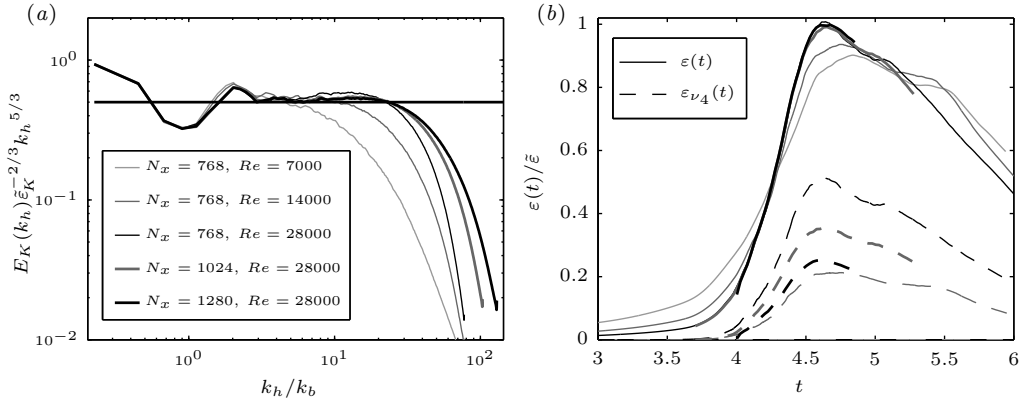 (a)
10^0
10^{-1}
10^{-2}
E_K(k_h)ε̃_K^{-2/3}k_h^{5/3}
N_x = 768, Re = 7000
N_x = 768, Re = 14000
N_x = 768, Re = 28000
N_x = 1024, Re = 28000
N_x = 1280, Re = 28000
10^0 10^1 10^2
k_h/k_b
(b)
1
0.8
0.6
0.4
0.2
0
ε(t)/ε̃
ε(t)
ε_{ν_4}(t)
3 3.5 4 4.5 5 5.5 6
t